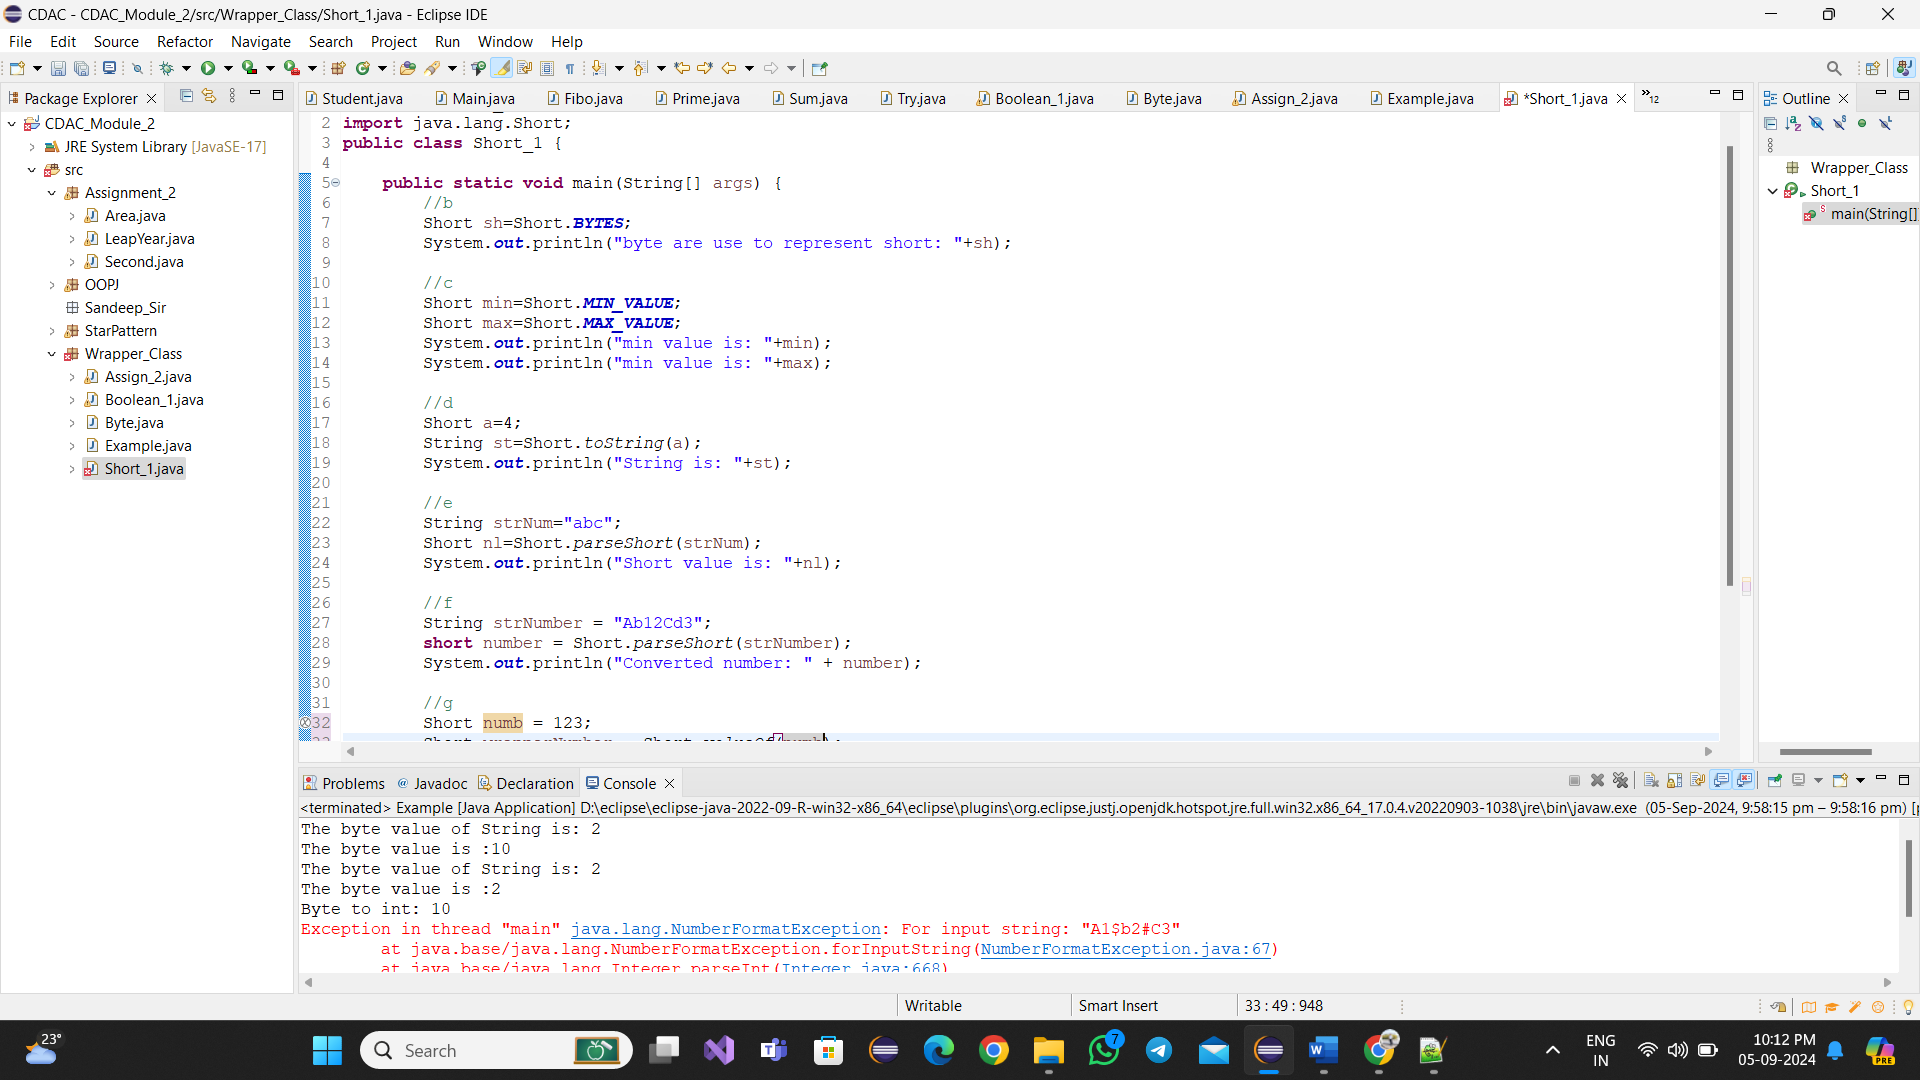 CDAC - CDAC_Module_2/src/Wrapper_Class/Short_1.java - Eclipse IDE
File Edit Source Refactor Navigate Search Project Run Window Help
Package Explorer
Student.java Main.java Fibo.java Prime.java Sum.java Try.java Boolean_1.java Byte.java Assign_2.java Example.java *Short_1.java »12
Outline
CDAC_Module_2
JRE System Library [JavaSE-17]
src
Assignment_2
Area.java
LeapYear.java
Second.java
OOPJ
Sandeep_Sir
StarPattern
Wrapper_Class
Assign_2.java
Boolean_1.java
Byte.java
Example.java
Short_1.java
2 import java.lang.Short;
3 public class Short_1 {
4
5 public static void main(String[] args) {
6 //b
7 Short sh=Short.BYTES;
8 System.out.println("byte are use to represent short: "+sh);
9
10 //c
11 Short min=Short.MIN_VALUE;
12 Short max=Short.MAX_VALUE;
13 System.out.println("min value is: "+min);
14 System.out.println("min value is: "+max);
15
16 //d
17 Short a=4;
18 String st=Short.toString(a);
19 System.out.println("String is: "+st);
20
21 //e
22 String strNum="abc";
23 Short nl=Short.parseShort(strNum);
24 System.out.println("Short value is: "+nl);
25
26 //f
27 String strNumber = "Ab12Cd3";
28 short number = Short.parseShort(strNumber);
29 System.out.println("Converted number: " + number);
30
31 //g
32 Short numb = 123;
Wrapper_Class
Short_1
main(String[]
Problems Javadoc Declaration Console
<terminated> Example [Java Application] D:\eclipse\eclipse-java-2022-09-R-win32-x86_64\eclipse\plugins\org.eclipse.justj.openjdk.hotspot.jre.full.win32.x86_64_17.0.4.v20220903-1038\jre\bin\javaw.exe (05-Sep-2024, 9:58:15 pm – 9:58:16 pm) [p
The byte value of String is: 2
The byte value is :10
The byte value of String is: 2
The byte value is :2
Byte to int: 10
Exception in thread "main" java.lang.NumberFormatException: For input string: "A1$b2#C3"
at java.base/java.lang.NumberFormatException.forInputString(NumberFormatException.java:67)
at java.base/java.lang.Integer.parseInt(Integer.java:668)
Writable Smart Insert 33 : 49 : 948
23°
Search
7
ENG
IN
10:12 PM
05-09-2024
PRE